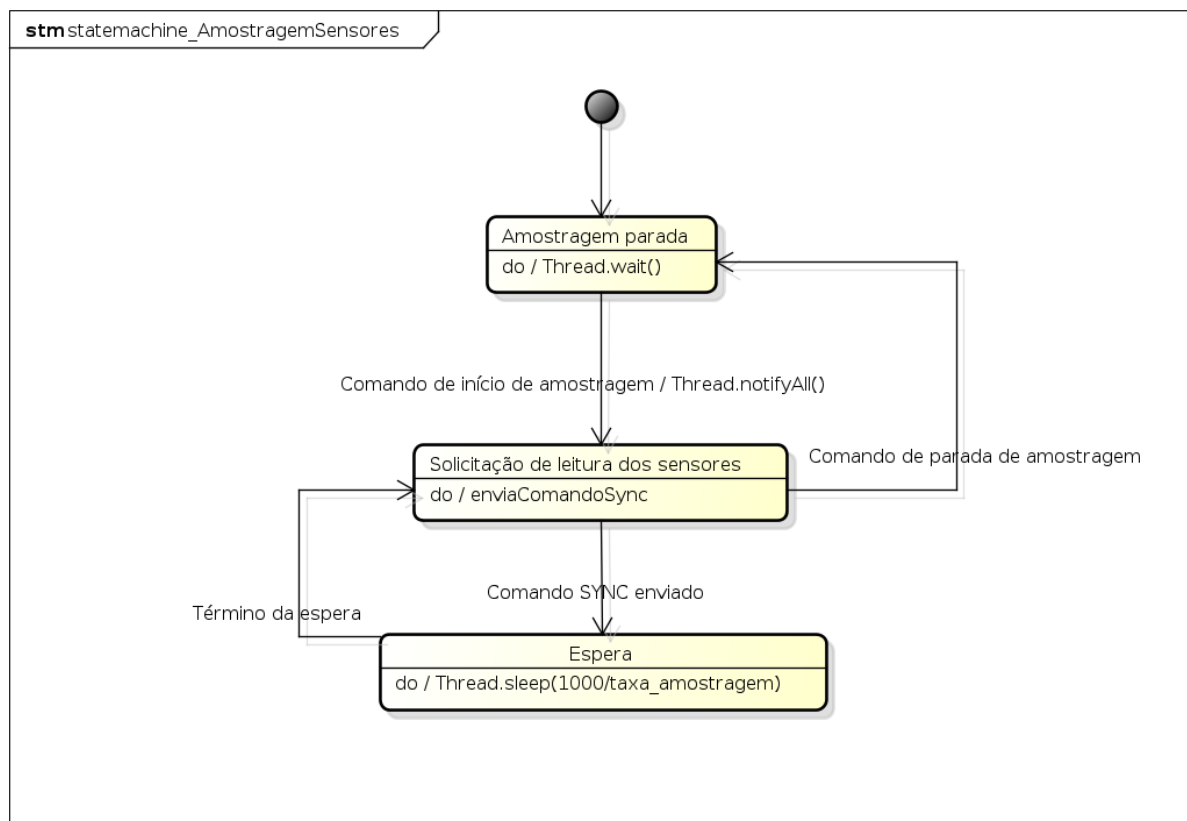 stm statemachine_AmostragemSensores
Amostragem parada
do / Thread.wait()
Comando de início de amostragem / Thread.notifyAll()
Solicitação de leitura dos sensores
do / enviaComandoSync
Comando de parada de amostragem
Comando SYNC enviado
Término da espera
Espera
do / Thread.sleep(1000/taxa_amostragem)